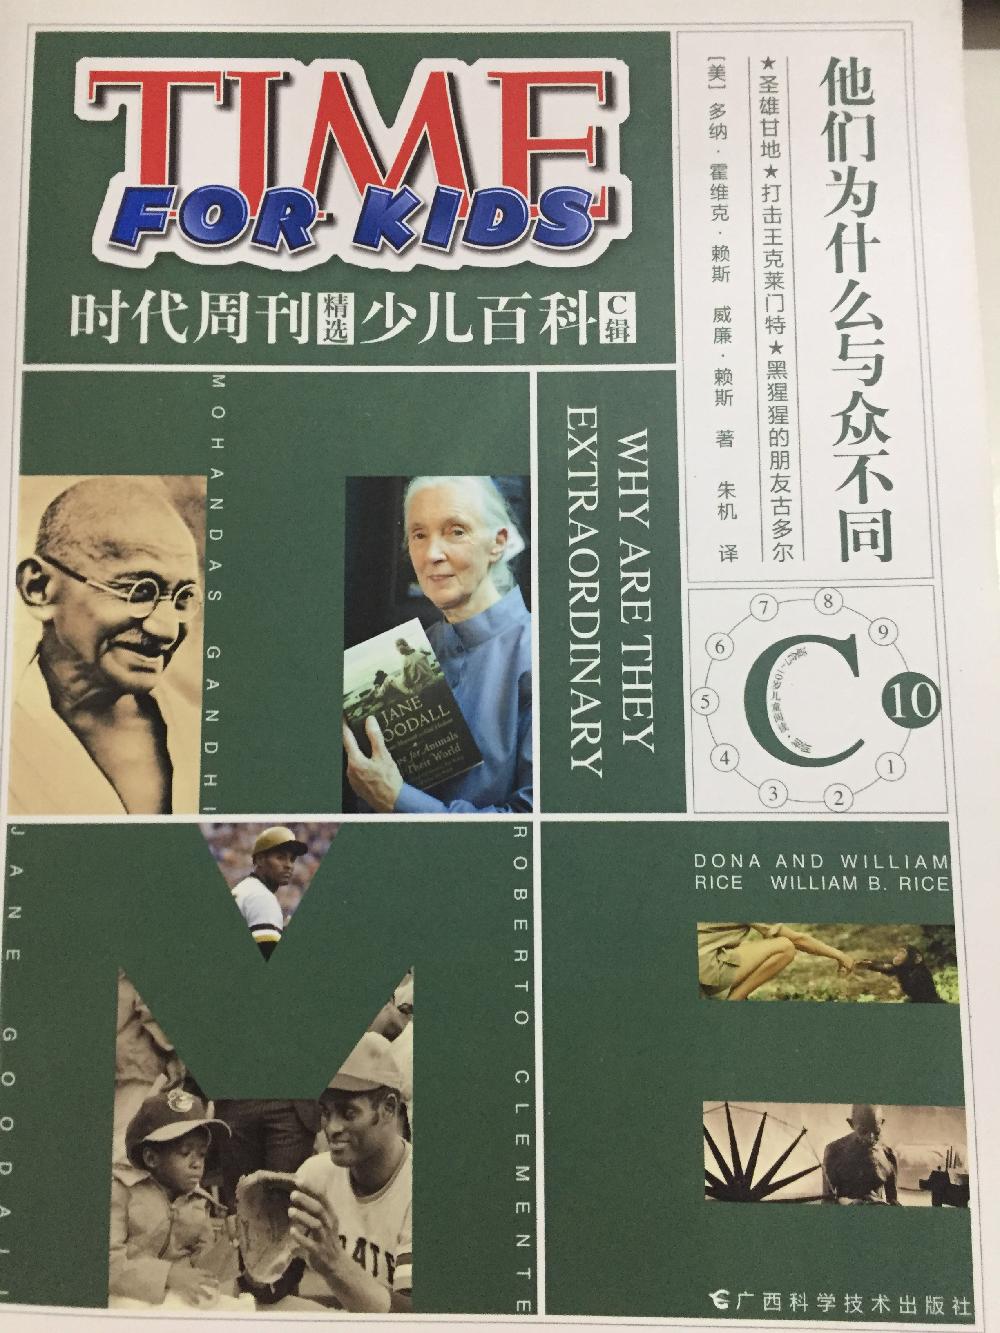 TIME
FOR KIDS
时代周刊精选少儿百科C辑
他们为什么与众不同
★圣雄甘地★打击王克莱门特★黑猩猩的朋友古多尔
[美] 多纳·霍维克·赖斯 威廉·赖斯 著 朱机 译
MOHANDAS GANDHI
WHY ARE THEY
EXTRAORDINARY
JANE
OODALL
for Animals
Their World
C
1
2
3
4
5
6
7
8
9
10
JANE GOODALL
ROBERTO CLEMENTE
DONA AND WILLIAM
RICE WILLIAM B. RICE
广西科学技术出版社